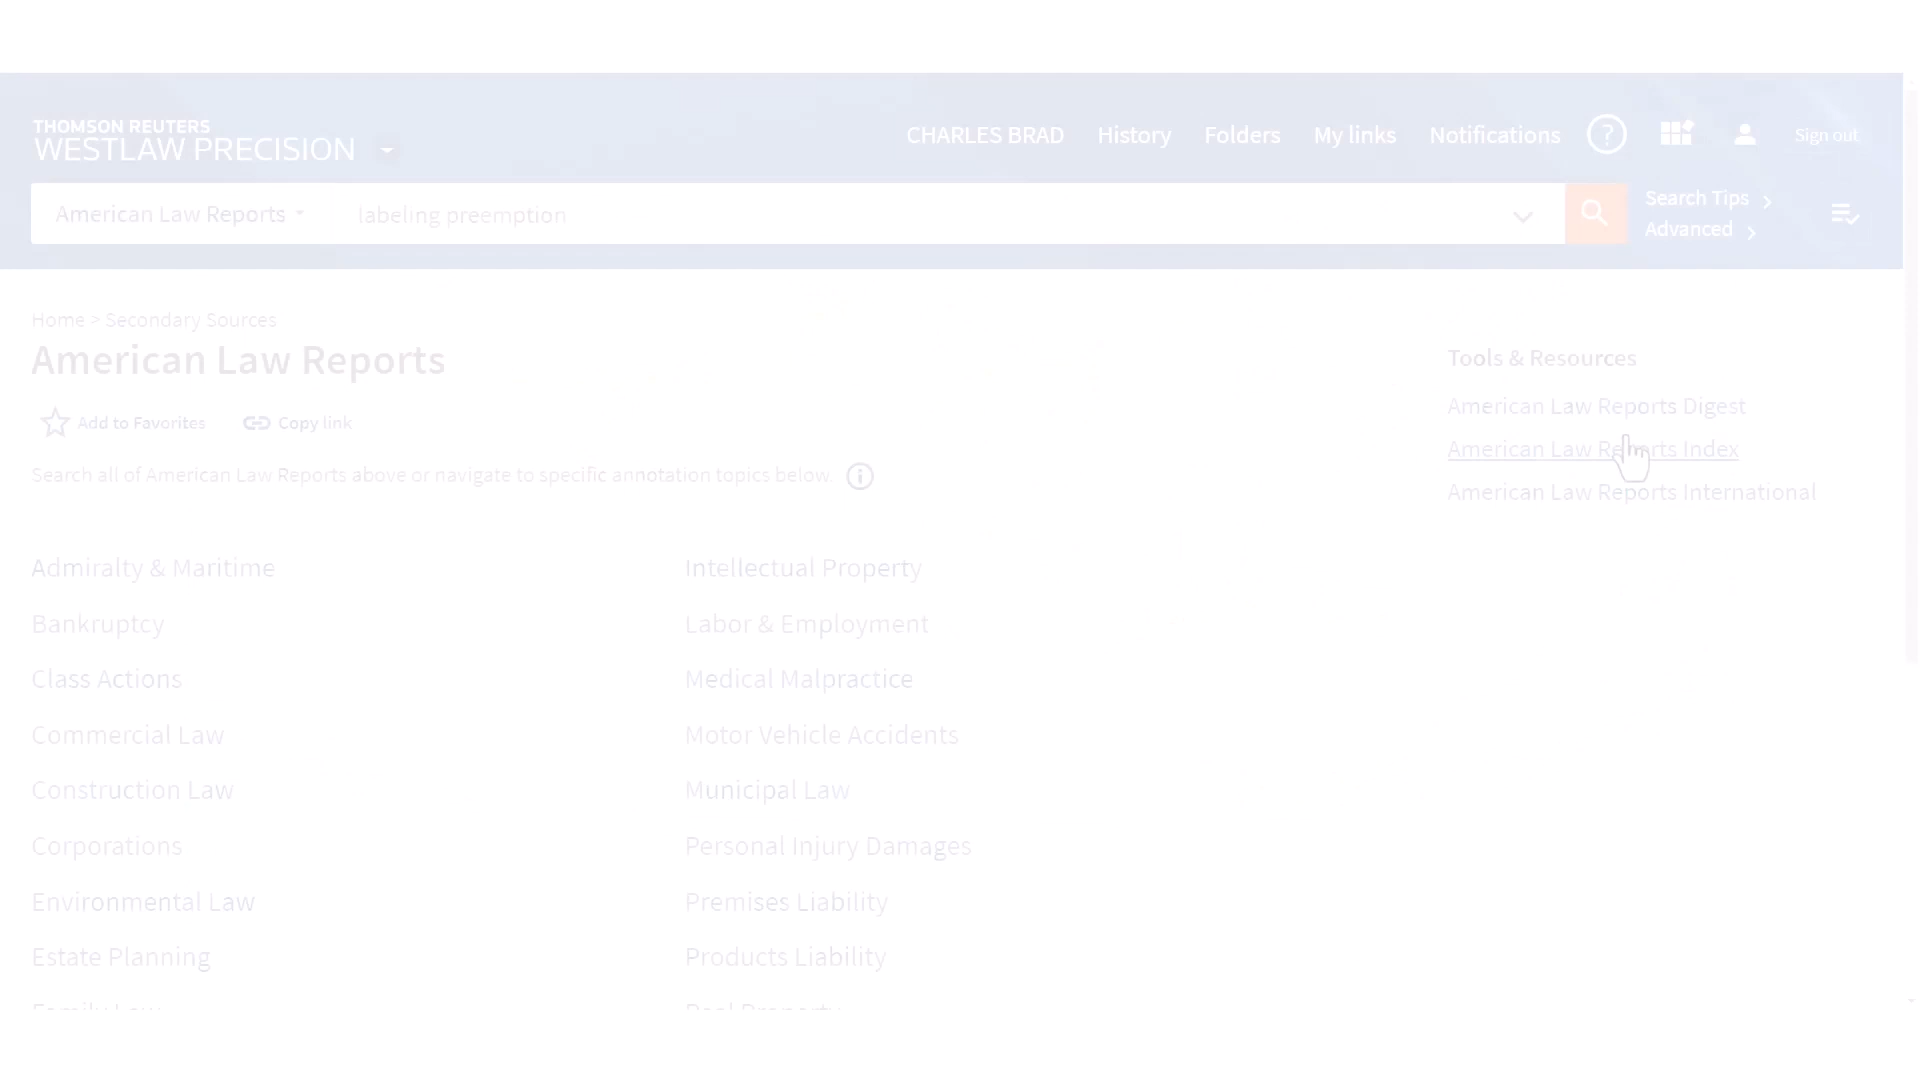 THOMSON REUTERS
WESTLAW PRECISION
CHARLES BRAD History Folders My links Notifications ? Sign out
American Law Reports labeling preemption
Search Tips
Advanced
Home > Secondary Sources
American Law Reports
Add to Favorites Copy link
Search all of American Law Reports above or navigate to specific annotation topics below.
Tools & Resources
American Law Reports Digest
American Law Reports Index
American Law Reports International
Admiralty & Maritime
Bankruptcy
Class Actions
Commercial Law
Construction Law
Corporations
Environmental Law
Estate Planning
Family Law
Intellectual Property
Labor & Employment
Medical Malpractice
Motor Vehicle Accidents
Municipal Law
Personal Injury Damages
Premises Liability
Products Liability
Real Property